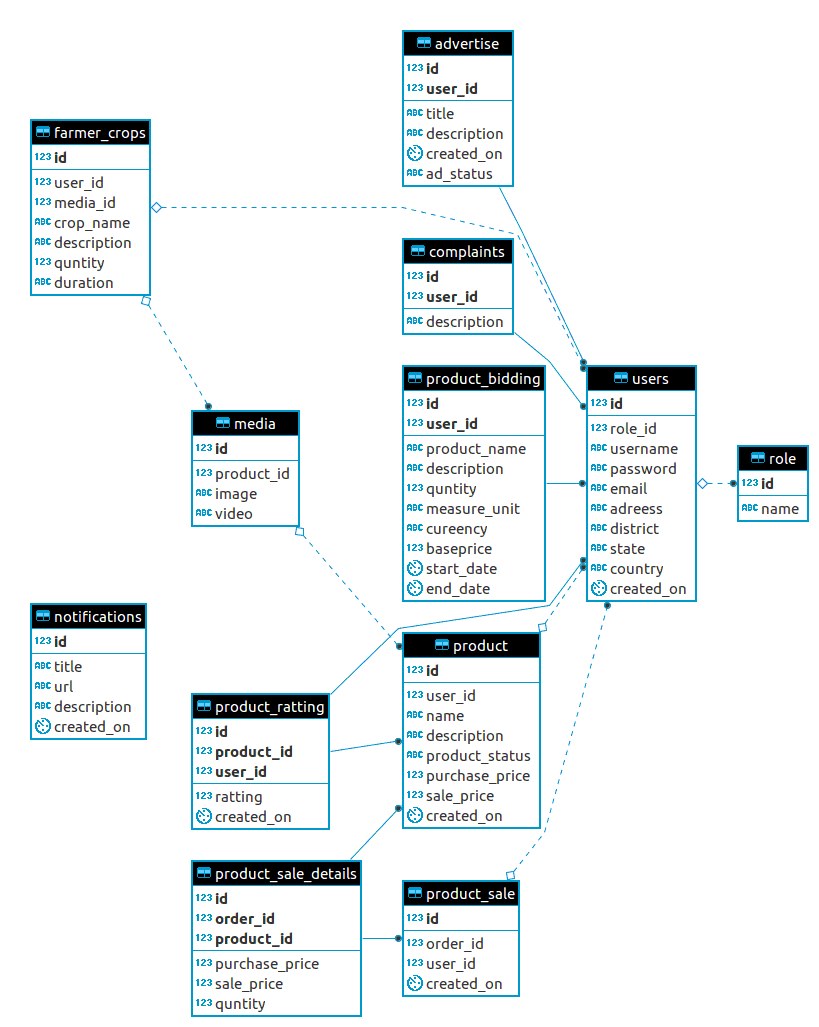 advertise
123 id
123 user_id
ABC title
ABC description
created_on
ABC ad_status
farmer_crops
123 id
123 user_id
123 media_id
ABC crop_name
ABC description
123 quntity
ABC duration
complaints
123 id
123 user_id
ABC description
product_bidding
123 id
123 user_id
ABC product_name
ABC description
123 quntity
ABC measure_unit
ABC cureency
123 baseprice
start_date
end_date
users
123 id
123 role_id
ABC username
ABC password
ABC email
ABC adreess
ABC district
ABC state
ABC country
created_on
role
123 id
ABC name
media
123 id
123 product_id
ABC image
ABC video
notifications
123 id
ABC title
ABC url
ABC description
created_on
product
123 id
123 user_id
ABC name
ABC description
ABC product_status
123 purchase_price
123 sale_price
created_on
product_ratting
123 id
123 product_id
123 user_id
123 ratting
created_on
product_sale_details
123 id
123 order_id
123 product_id
123 purchase_price
123 sale_price
123 quntity
product_sale
123 id
123 order_id
123 user_id
created_on